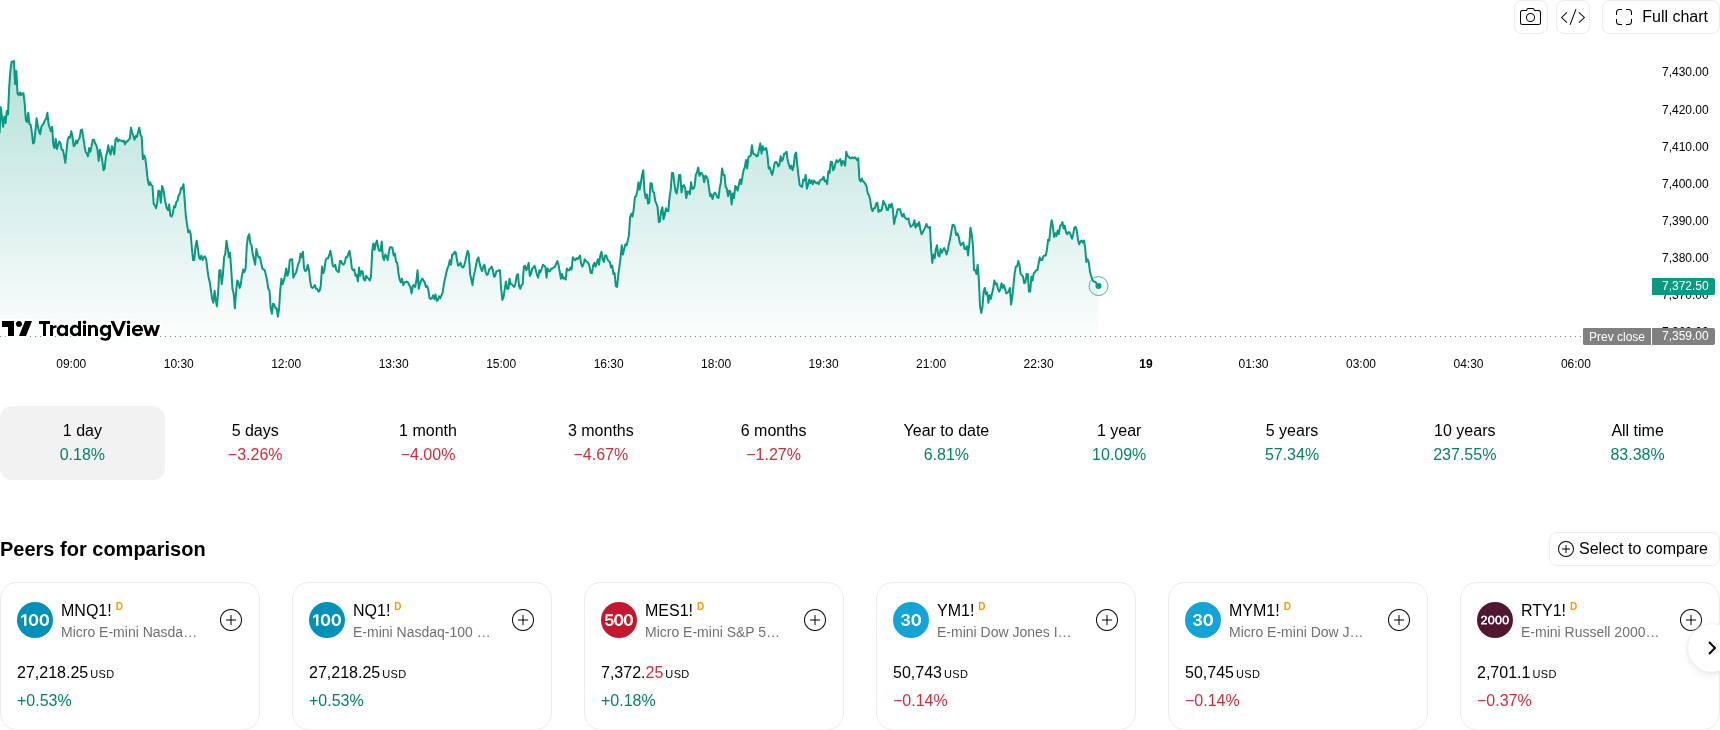 Full chart
7,430.00
7,420.00
7,410.00
7,400.00
7,390.00
7,380.00
7,372.50
7,370.00
TradingView
Prev close 7,359.00
09:00 10:30 12:00 13:30 15:00 16:30 18:00 19:30 21:00 22:30 19 01:30 03:00 04:30 06:00
1 day 5 days 1 month 3 months 6 months Year to date 1 year 5 years 10 years All time
0.18% −3.26% −4.00% −4.67% −1.27% 6.81% 10.09% 57.34% 237.55% 83.38%
Peers for comparison
Select to compare
100 MNQ1! D
Micro E-mini Nasda…
27,218.25 USD
+0.53%
100 NQ1! D
E-mini Nasdaq-100 …
27,218.25 USD
+0.53%
500 MES1! D
Micro E-mini S&P 5…
7,372.25 USD
+0.18%
30 YM1! D
E-mini Dow Jones I…
50,743 USD
−0.14%
30 MYM1! D
Micro E-mini Dow J…
50,745 USD
−0.14%
2000 RTY1! D
E-mini Russell 2000…
2,701.1 USD
−0.37%